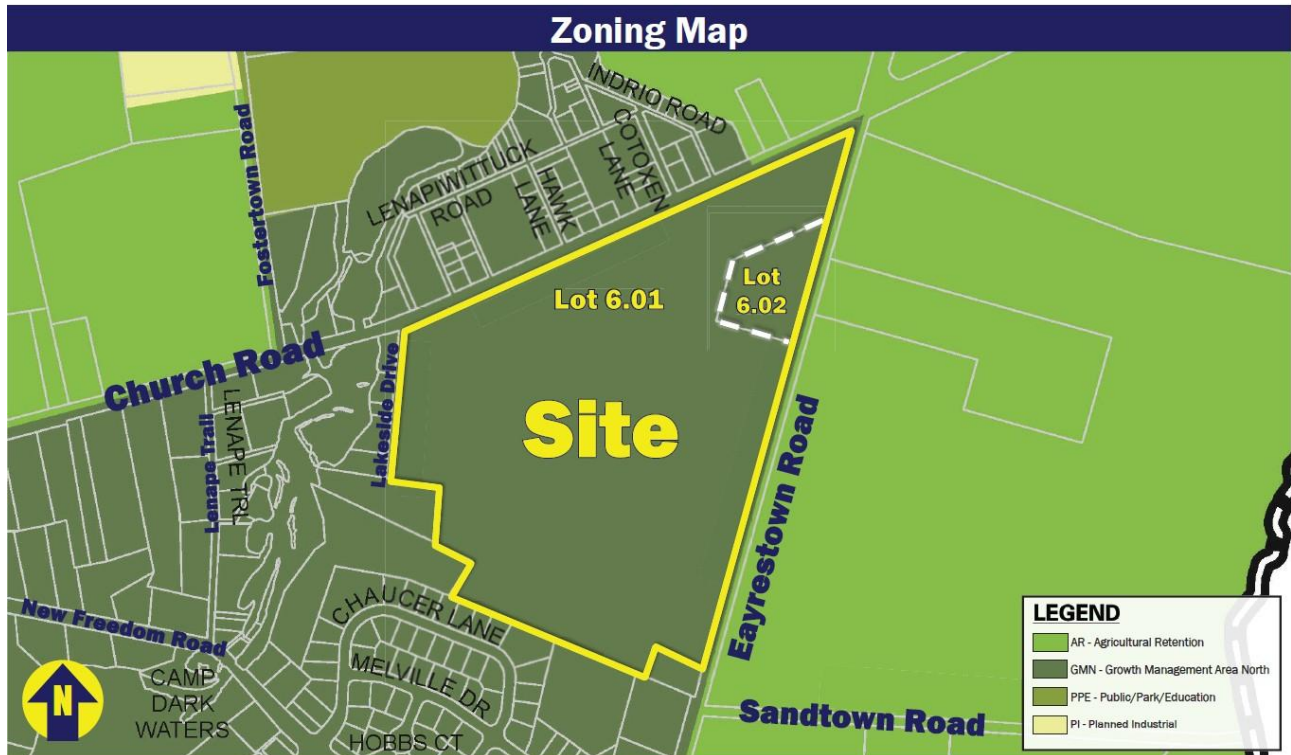 Zoning Map
INDRIO ROAD
COTOXEN
LANE
Fostertown Road
LENAPIWITTUCK
ROAD
HAWK
LANE
Lot 6.01
Lot
6.02
Church Road
Lakeside Drive
Lenape Trail
LENAPE TRL
Site
Eayrestown Road
New Freedom Road
CHAUCER LANE
MELVILLE DR
HOBBS CT
CAMP
DARK
WATERS
Sandtown Road
N
LEGEND
AR - Agricultural Retention
GMN - Growth Management Area North
PPE - Public/Park/Education
PI - Planned Industrial